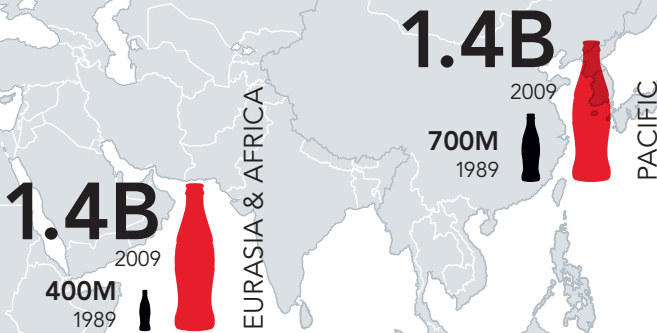 1.4B
2009
700M
1989
PACIFIC
1.4B
2009
400M
1989
EURASIA & AFRICA